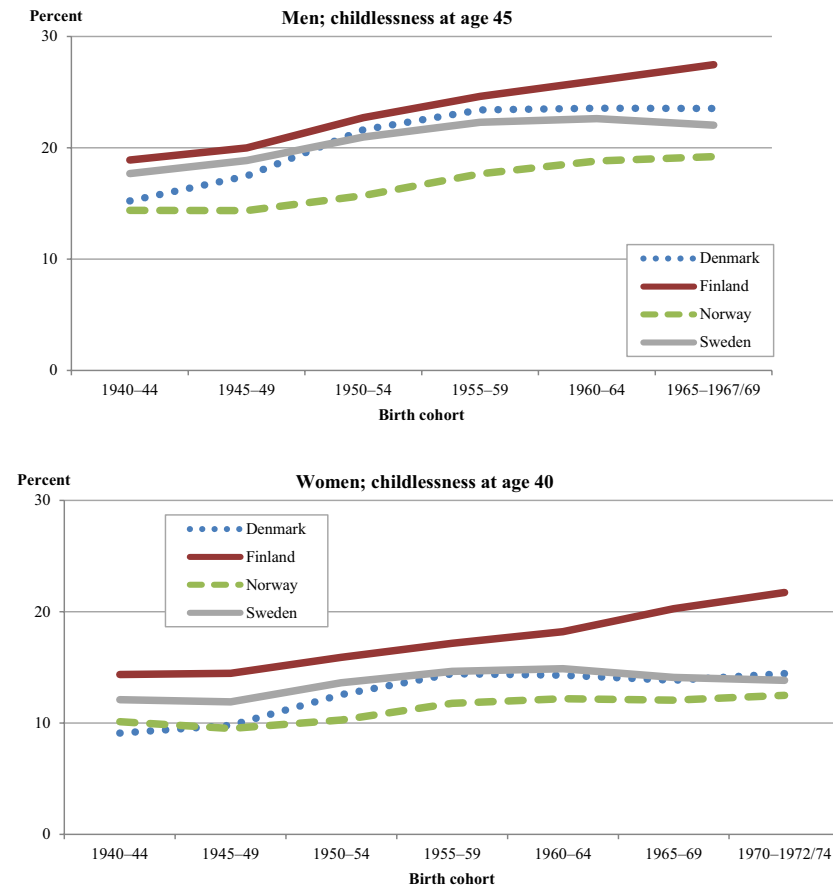 Percent
Men; childlessness at age 45
30
20
10
0
Denmark
Finland
Norway
Sweden
1940–44 1945–49 1950–54 1955–59 1960–64 1965–1967/69
Birth cohort
Percent
Women; childlessness at age 40
30
20
10
0
Denmark
Finland
Norway
Sweden
1940–44 1945–49 1950–54 1955–59 1960–64 1965–69 1970–1972/74
Birth cohort